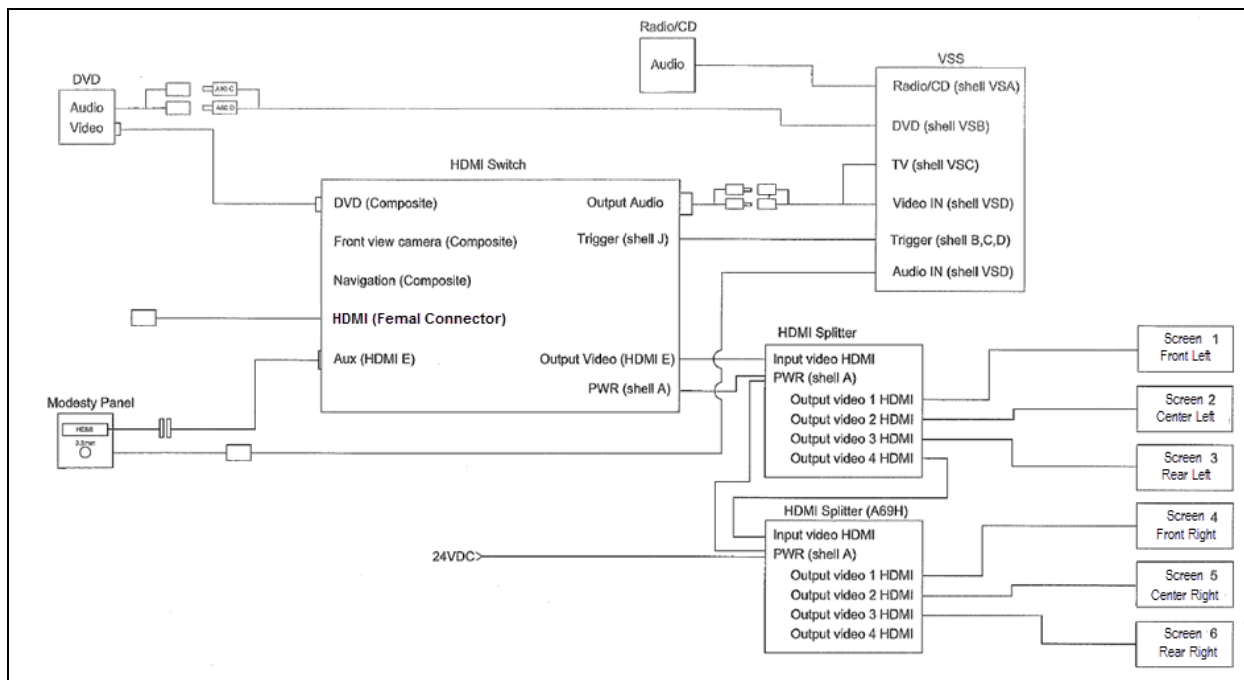 Radio/CD
Audio
VSS
Radio/CD (shell VSA)
DVD (shell VSB)
TV (shell VSC)
Video IN (shell VSD)
Trigger (shell B,C,D)
Audio IN (shell VSD)
DVD
Audio
Video
A60:D
HDMI Switch
DVD (Composite)
Front view camera (Composite)
Navigation (Composite)
HDMI (Femal Connector)
Aux (HDMI E)
Output Audio
Trigger (shell J)
Output Video (HDMI E)
PWR (shell A)
Modesty Panel
HDMI
3.5mm
HDMI Splitter
Input video HDMI
PWR (shell A)
Output video 1 HDMI
Output video 2 HDMI
Output video 3 HDMI
Output video 4 HDMI
HDMI Splitter (A69H)
Input video HDMI
PWR (shell A)
Output video 1 HDMI
Output video 2 HDMI
Output video 3 HDMI
Output video 4 HDMI
24VDC>
Screen 1
Front Left
Screen 2
Center Left
Screen 3
Rear Left
Screen 4
Front Right
Screen 5
Center Right
Screen 6
Rear Right